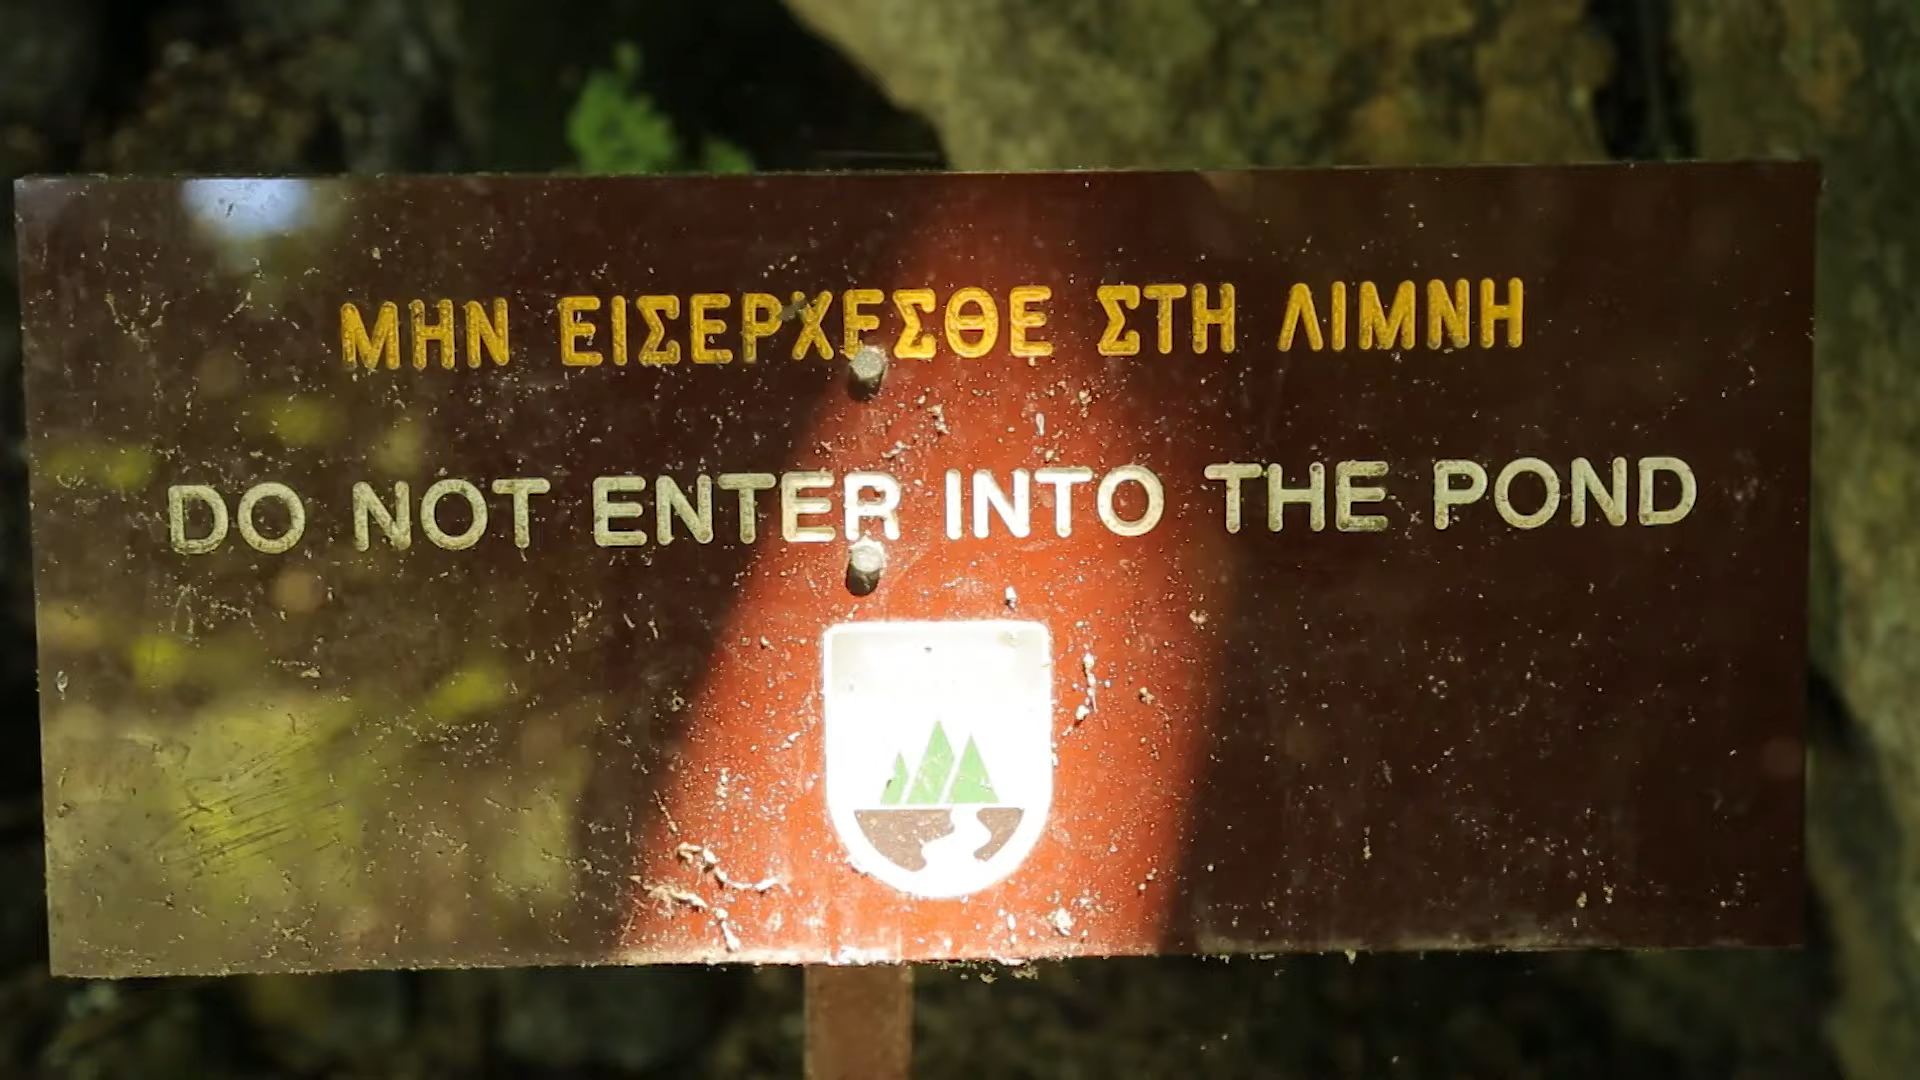 ΜΗΝ ΕΙΣΕΡΧΕΣΘΕ ΣΤΗ ΛΙΜΝΗ
DO NOT ENTER INTO THE POND